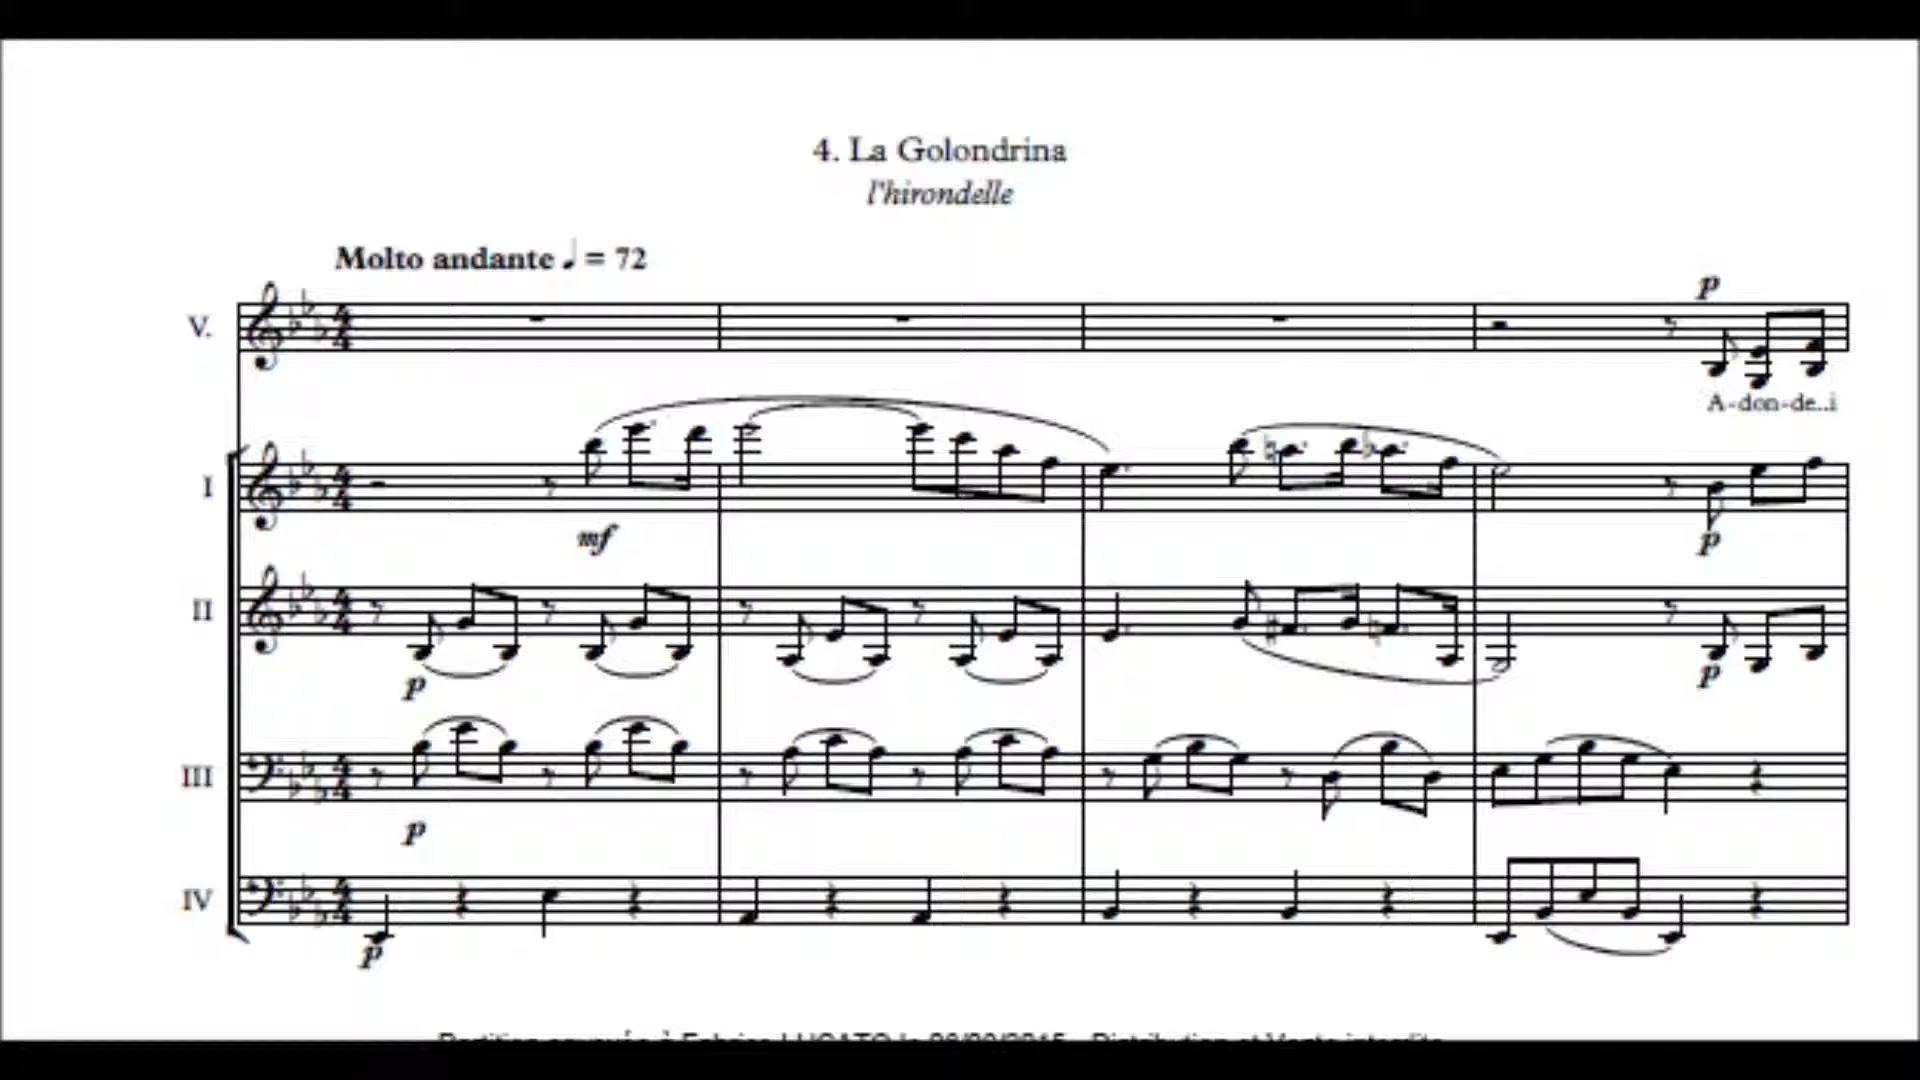 4. La Golondrina
l'hirondelle
Molto andante ♩ = 72
V.
p
A-don-de..i
I
mf
p
II
p
p
III
p
IV
p